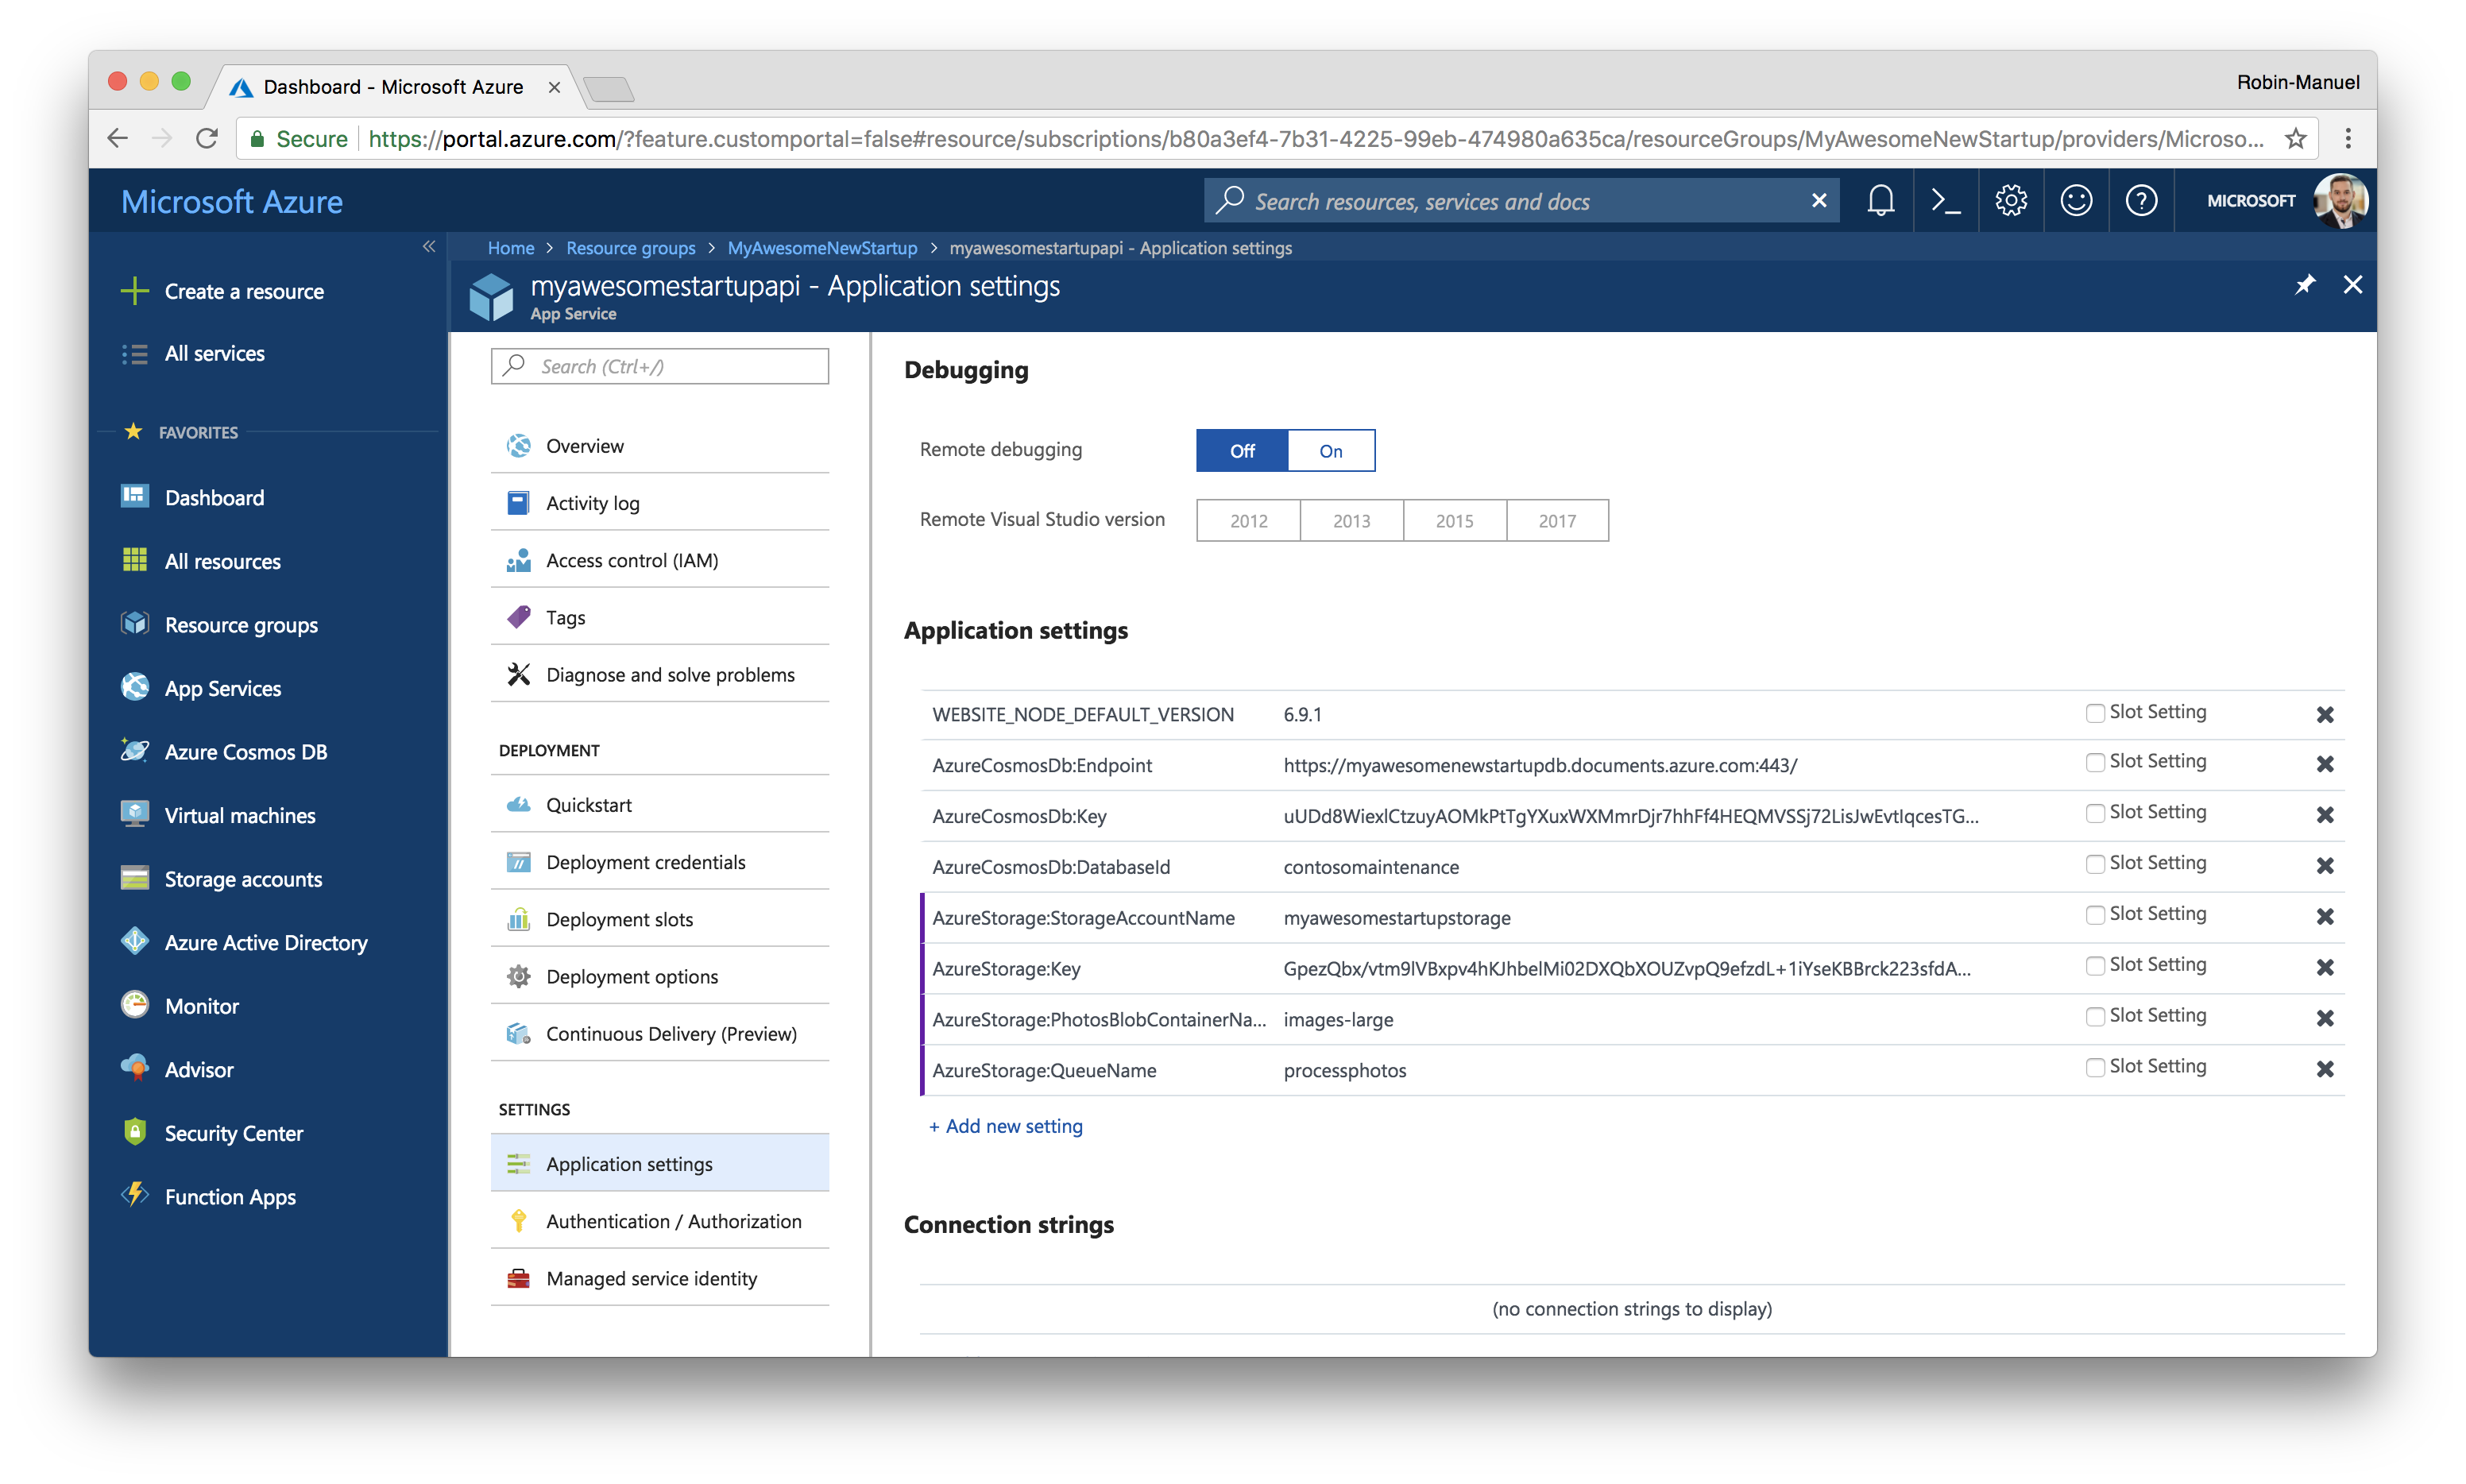 Dashboard - Microsoft Azure
Robin-Manuel
Secure https://portal.azure.com/?feature.customportal=false#resource/subscriptions/b80a3ef4-7b31-4225-99eb-474980a635ca/resourceGroups/MyAwesomeNewStartup/providers/Microso...
Microsoft Azure
Search resources, services and docs
MICROSOFT
Home > Resource groups > MyAwesomeNewStartup > myawesomestartupapi - Application settings
myawesomestartupapi - Application settings
App Service
Create a resource
All services
FAVORITES
Dashboard
All resources
Resource groups
App Services
Azure Cosmos DB
Virtual machines
Storage accounts
Azure Active Directory
Monitor
Advisor
Security Center
Function Apps
Search (Ctrl+/)
Overview
Activity log
Access control (IAM)
Tags
Diagnose and solve problems
DEPLOYMENT
Quickstart
Deployment credentials
Deployment slots
Deployment options
Continuous Delivery (Preview)
SETTINGS
Application settings
Authentication / Authorization
Managed service identity
Debugging
Remote debugging Off On
Remote Visual Studio version 2012 2013 2015 2017
Application settings
WEBSITE_NODE_DEFAULT_VERSION 6.9.1 Slot Setting
AzureCosmosDb:Endpoint https://myawesomenewstartupdb.documents.azure.com:443/ Slot Setting
AzureCosmosDb:Key uUDd8WiexlCtzuyAOMkPtTgYXuxWXMmrDjr7hhFf4HEQMVSSj72LisJwEvtIqcesTG... Slot Setting
AzureCosmosDb:DatabaseId contosomaintenance Slot Setting
AzureStorage:StorageAccountName myawesomestartupstorage Slot Setting
AzureStorage:Key GpezQbx/vtm9lVBxpv4hKJhbelMi02DXQbXOUZvpQ9efzdL+1iYseKBBrck223sfdA... Slot Setting
AzureStorage:PhotosBlobContainerNa... images-large Slot Setting
AzureStorage:QueueName processphotos Slot Setting
+ Add new setting
Connection strings
(no connection strings to display)